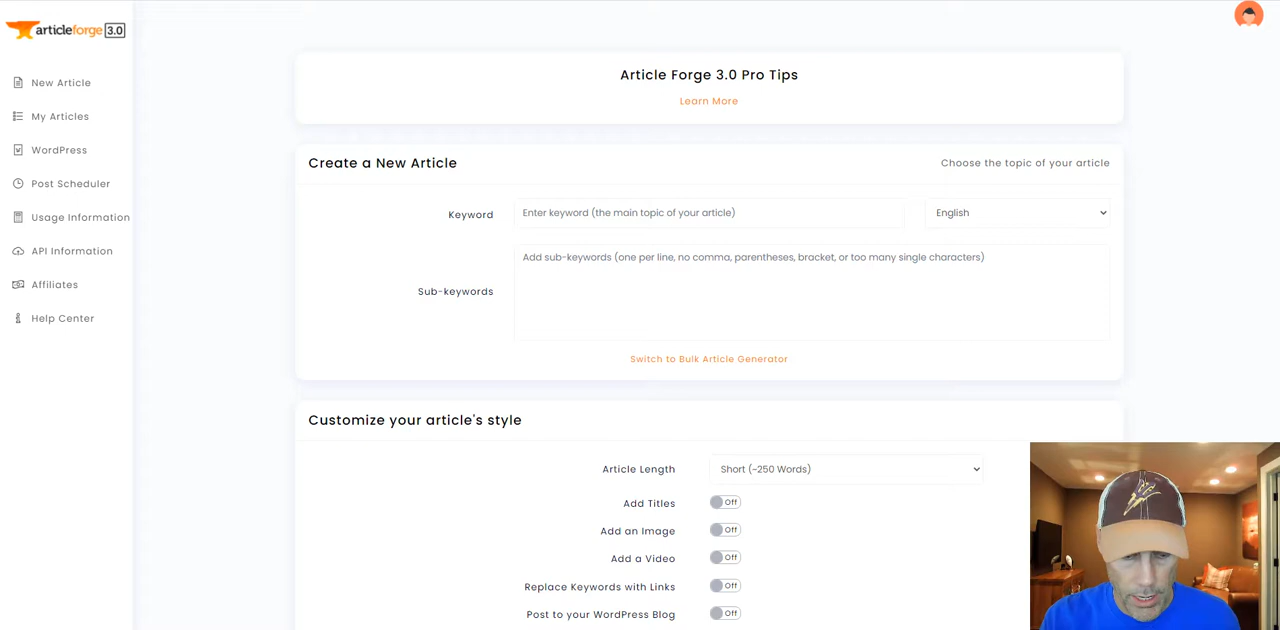 articleforge 3.0
New Article
My Articles
WordPress
Post Scheduler
Usage Information
API Information
Affiliates
Help Center
Article Forge 3.0 Pro Tips
Learn More
Create a New Article
Choose the topic of your article
Keyword
Enter keyword (the main topic of your article)
English
Sub-keywords
Add sub-keywords (one per line, no comma, parentheses, bracket, or too many single characters)
Switch to Bulk Article Generator
Customize your article's style
Article Length
Short (~250 Words)
Add Titles
Off
Add an Image
Off
Add a Video
Off
Replace Keywords with Links
Off
Post to your WordPress Blog
Off